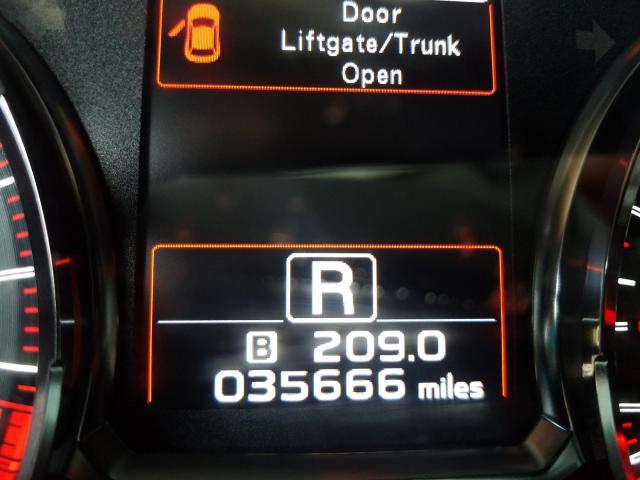 Door
Liftgate/Trunk
Open
R
B 209.0
035666 miles